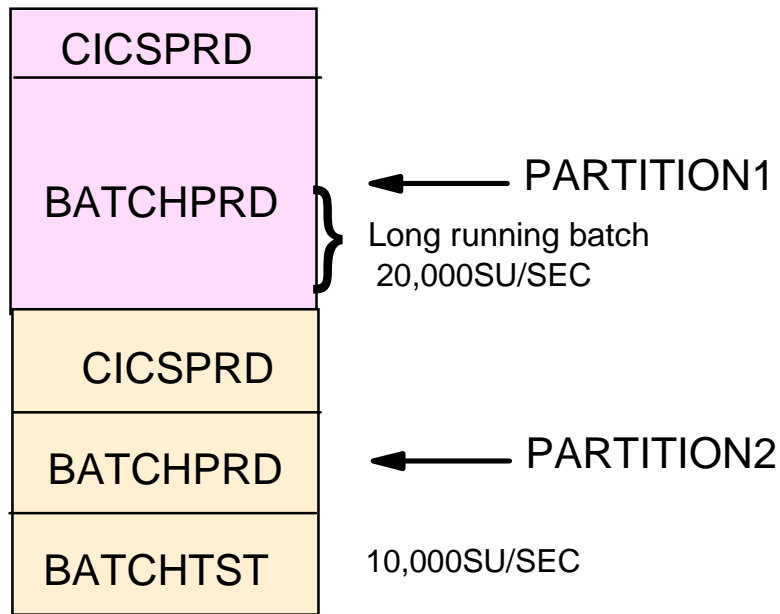 CICSPRD
BATCHPRD
PARTITION1
Long running batch
20,000SU/SEC
CICSPRD
BATCHPRD
PARTITION2
BATCHTST
10,000SU/SEC